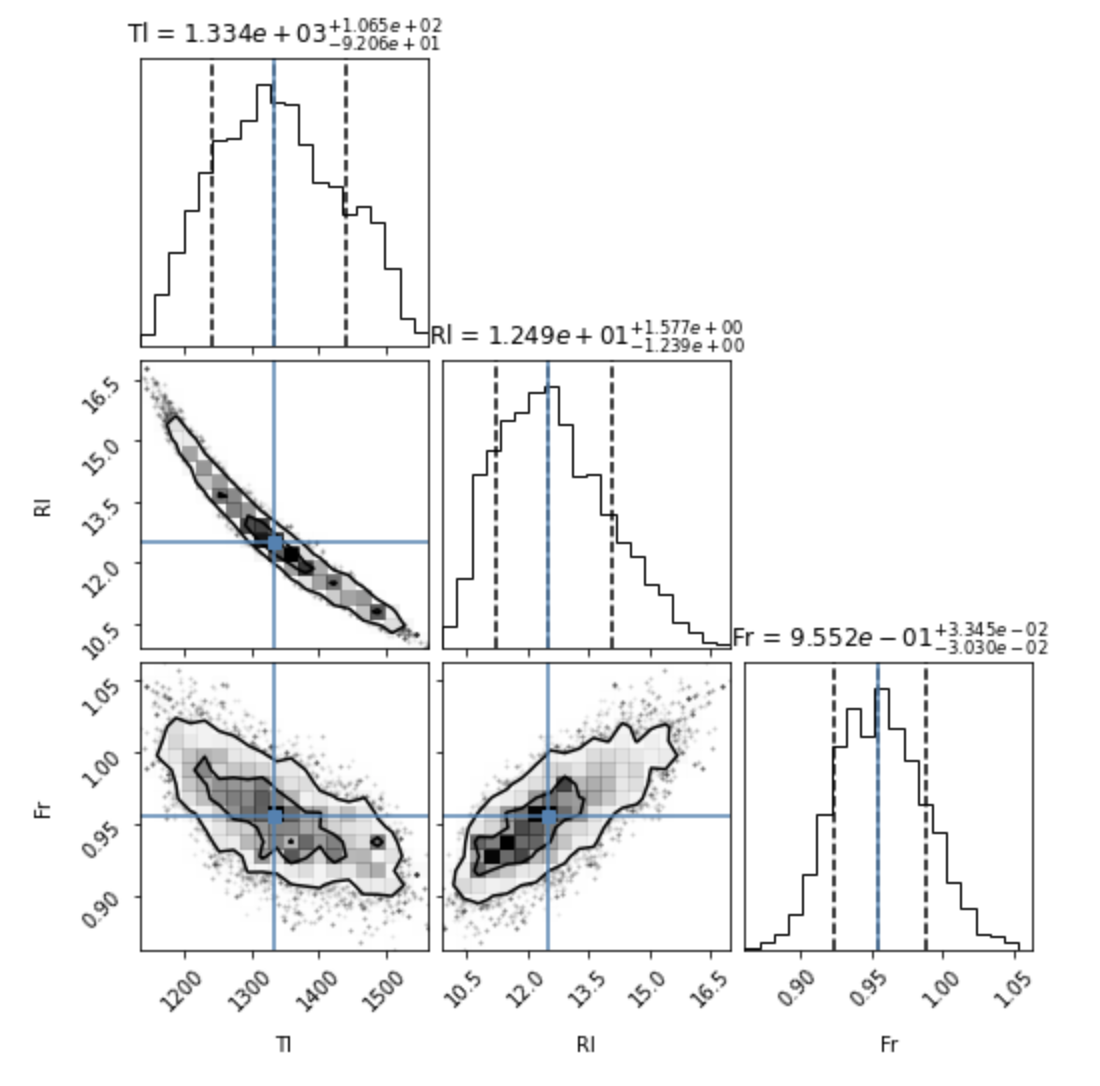 Tl = 1.334e + 03 +1.065e + 02 −9.206e + 01
Rl = 1.249e + 01 +1.577e + 00 −1.239e + 00
16.5
15.0
13.5
12.0
10.5
Rl
Fr = 9.552e − 01 +3.345e − 02 −3.030e − 02
1.05
1.00
0.95
0.90
Fr
1200 1300 1400 1500 10.5 12.0 13.5 15.0 16.5 0.90 0.95 1.00 1.05
Tl Rl Fr